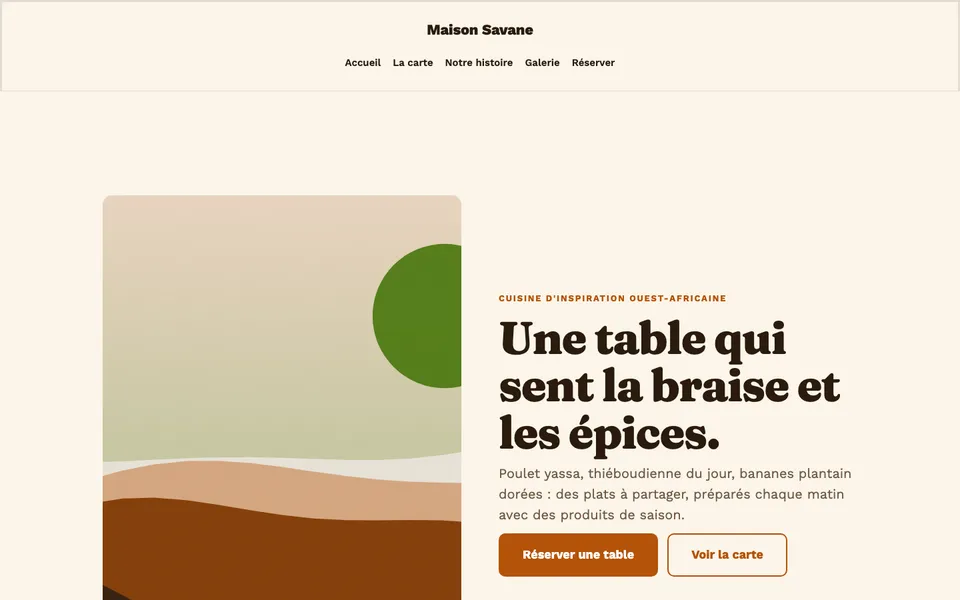 Maison Savane
Accueil La carte Notre histoire Galerie Réserver
CUISINE D'INSPIRATION OUEST-AFRICAINE
Une table qui
sent la braise et
les épices.
Poulet yassa, thiéboudienne du jour, bananes plantain
dorées : des plats à partager, préparés chaque matin
avec des produits de saison.
Réserver une table Voir la carte